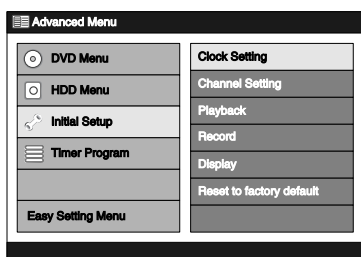 Advanced Menu
DVD Menu
HDD Menu
Initial Setup
Timer Program
Easy Setting Menu
Clock Setting
Channel Setting
Playback
Record
Display
Reset to factory default